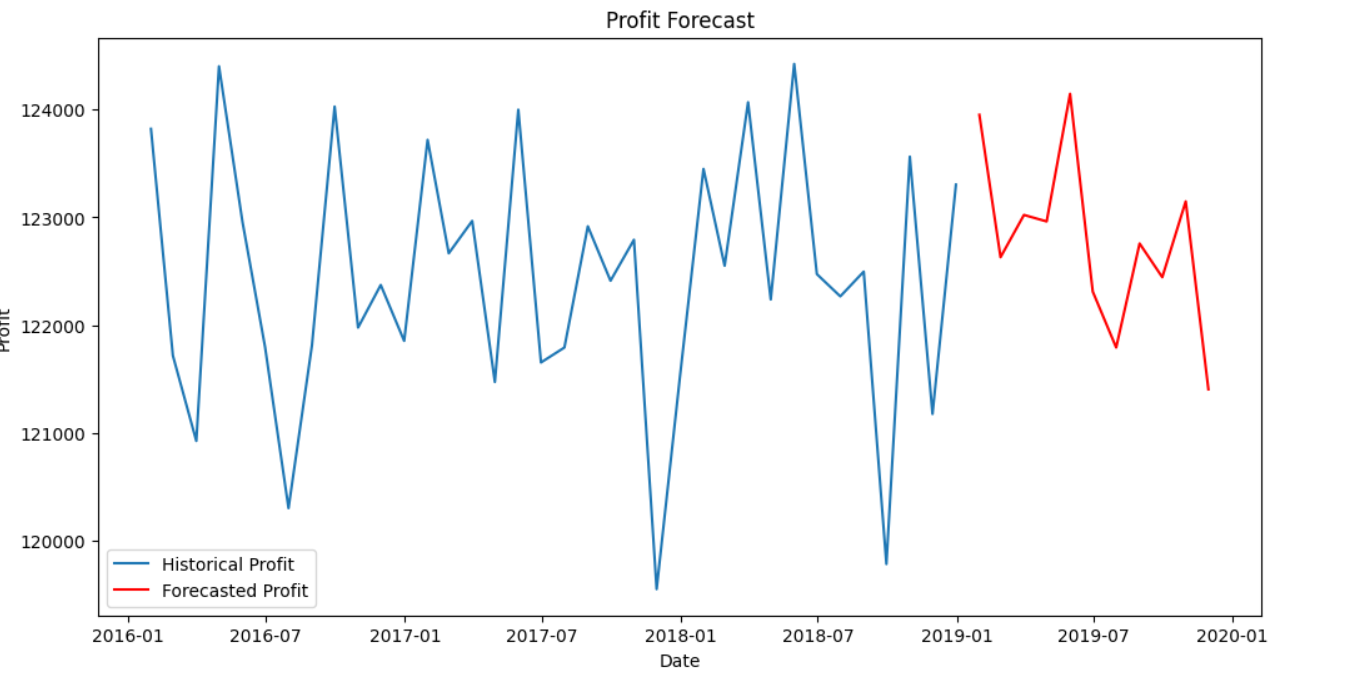 Profit Forecast
124000
123000
122000
121000
120000
Profit
Historical Profit
Forecasted Profit
2016-01 2016-07 2017-01 2017-07 2018-01 2018-07 2019-01 2019-07 2020-01
Date